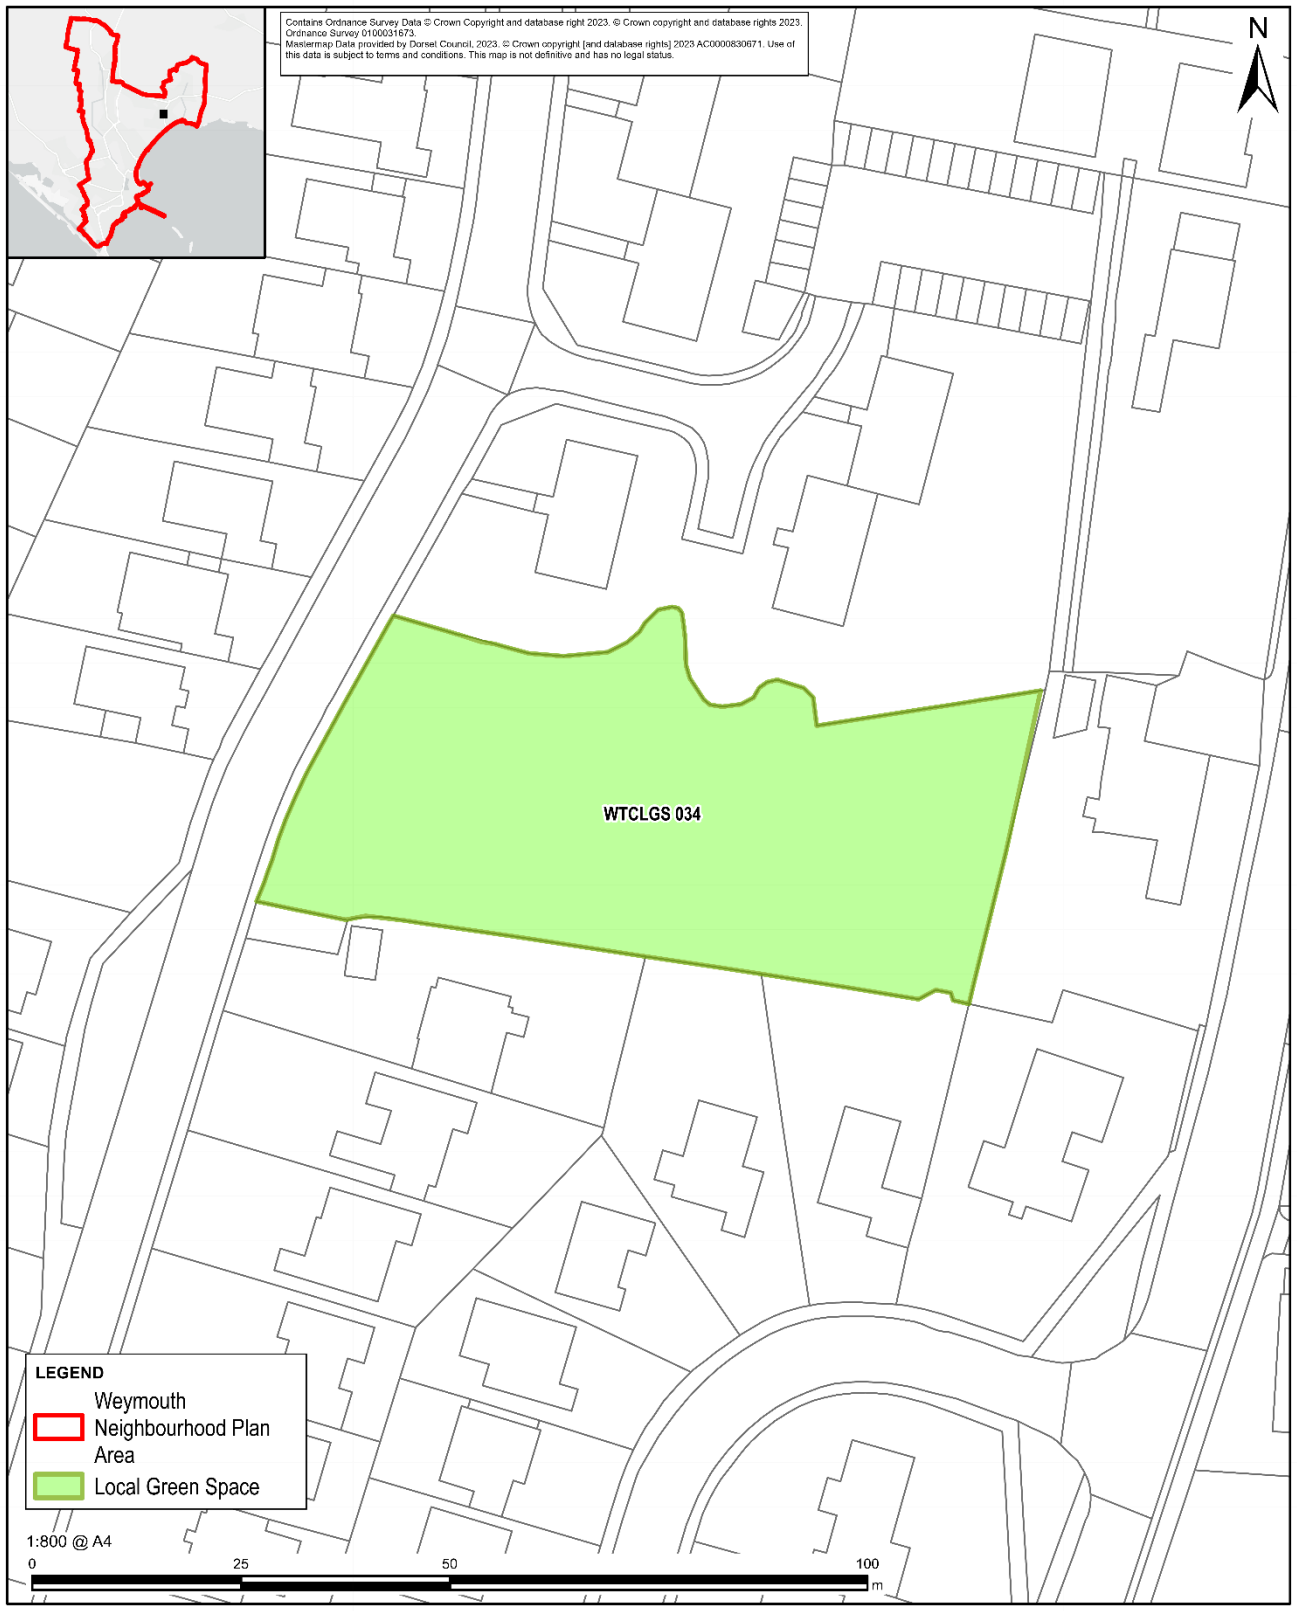 Contains Ordnance Survey Data © Crown Copyright and database right 2023. © Crown copyright and database rights 2023.
Ordnance Survey 0100031673.
Mastermap Data provided by Dorset Council, 2023. © Crown copyright [and database rights] 2023 AC0000830671. Use of
this data is subject to terms and conditions. This map is not definitive and has no legal status.
N
WTCLGS 034
LEGEND
Weymouth
Neighbourhood Plan
Area
Local Green Space
1:800 @ A4
0 25 50 100
m